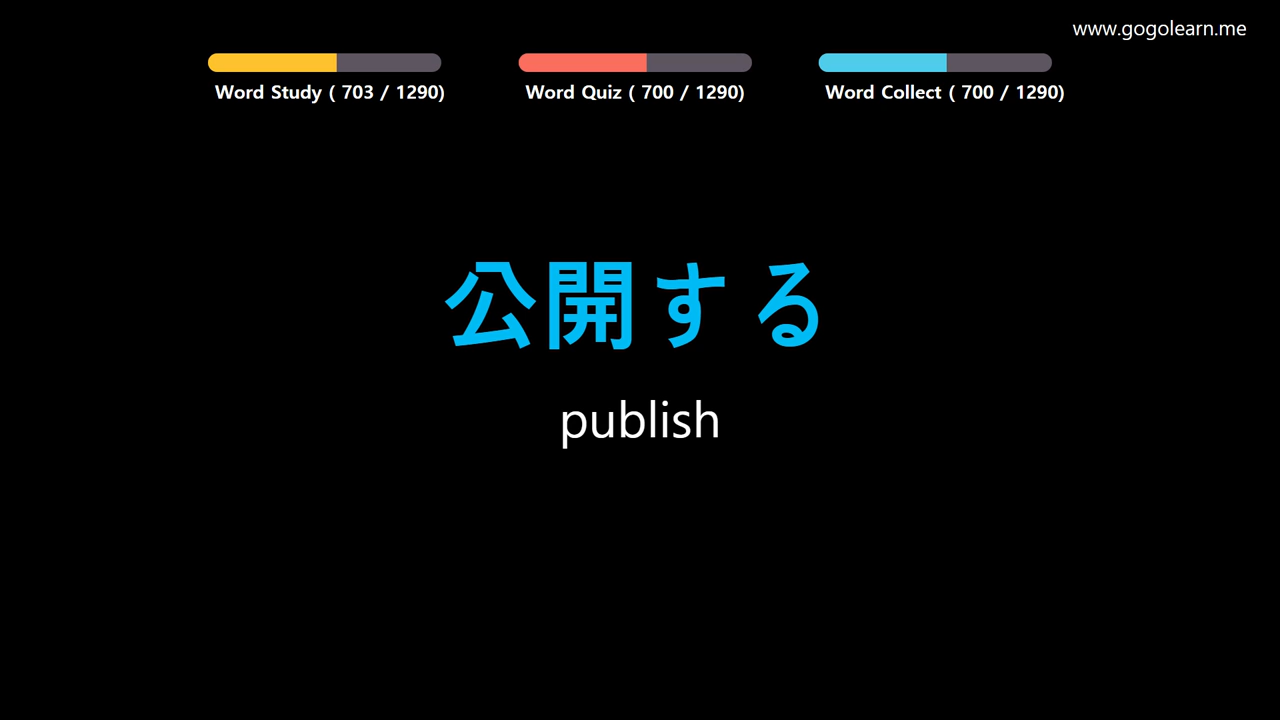 www.gogolearn.me
Word Study ( 703 / 1290)
Word Quiz ( 700 / 1290)
Word Collect ( 700 / 1290)
公開する
publish